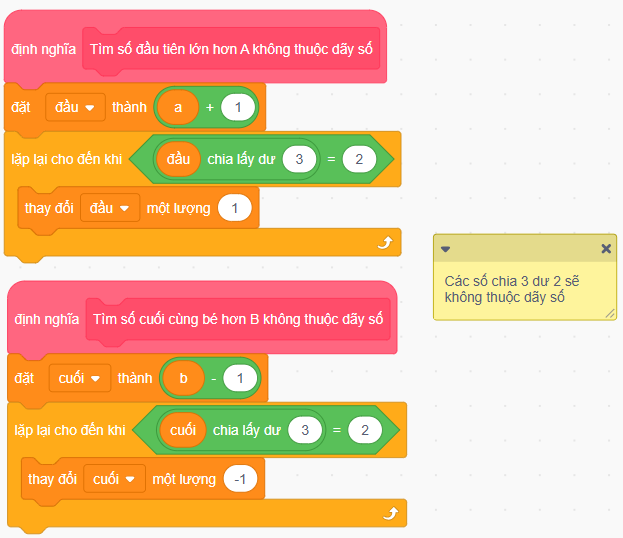 định nghĩa Tìm số đầu tiên lớn hơn A không thuộc dãy số
đặt đầu thành a + 1
lặp lại cho đến khi đầu chia lấy dư 3 = 2
thay đổi đầu một lượng 1
Các số chia 3 dư 2 sẽ
không thuộc dãy số
định nghĩa Tìm số cuối cùng bé hơn B không thuộc dãy số
đặt cuối thành b - 1
lặp lại cho đến khi cuối chia lấy dư 3 = 2
thay đổi cuối một lượng -1